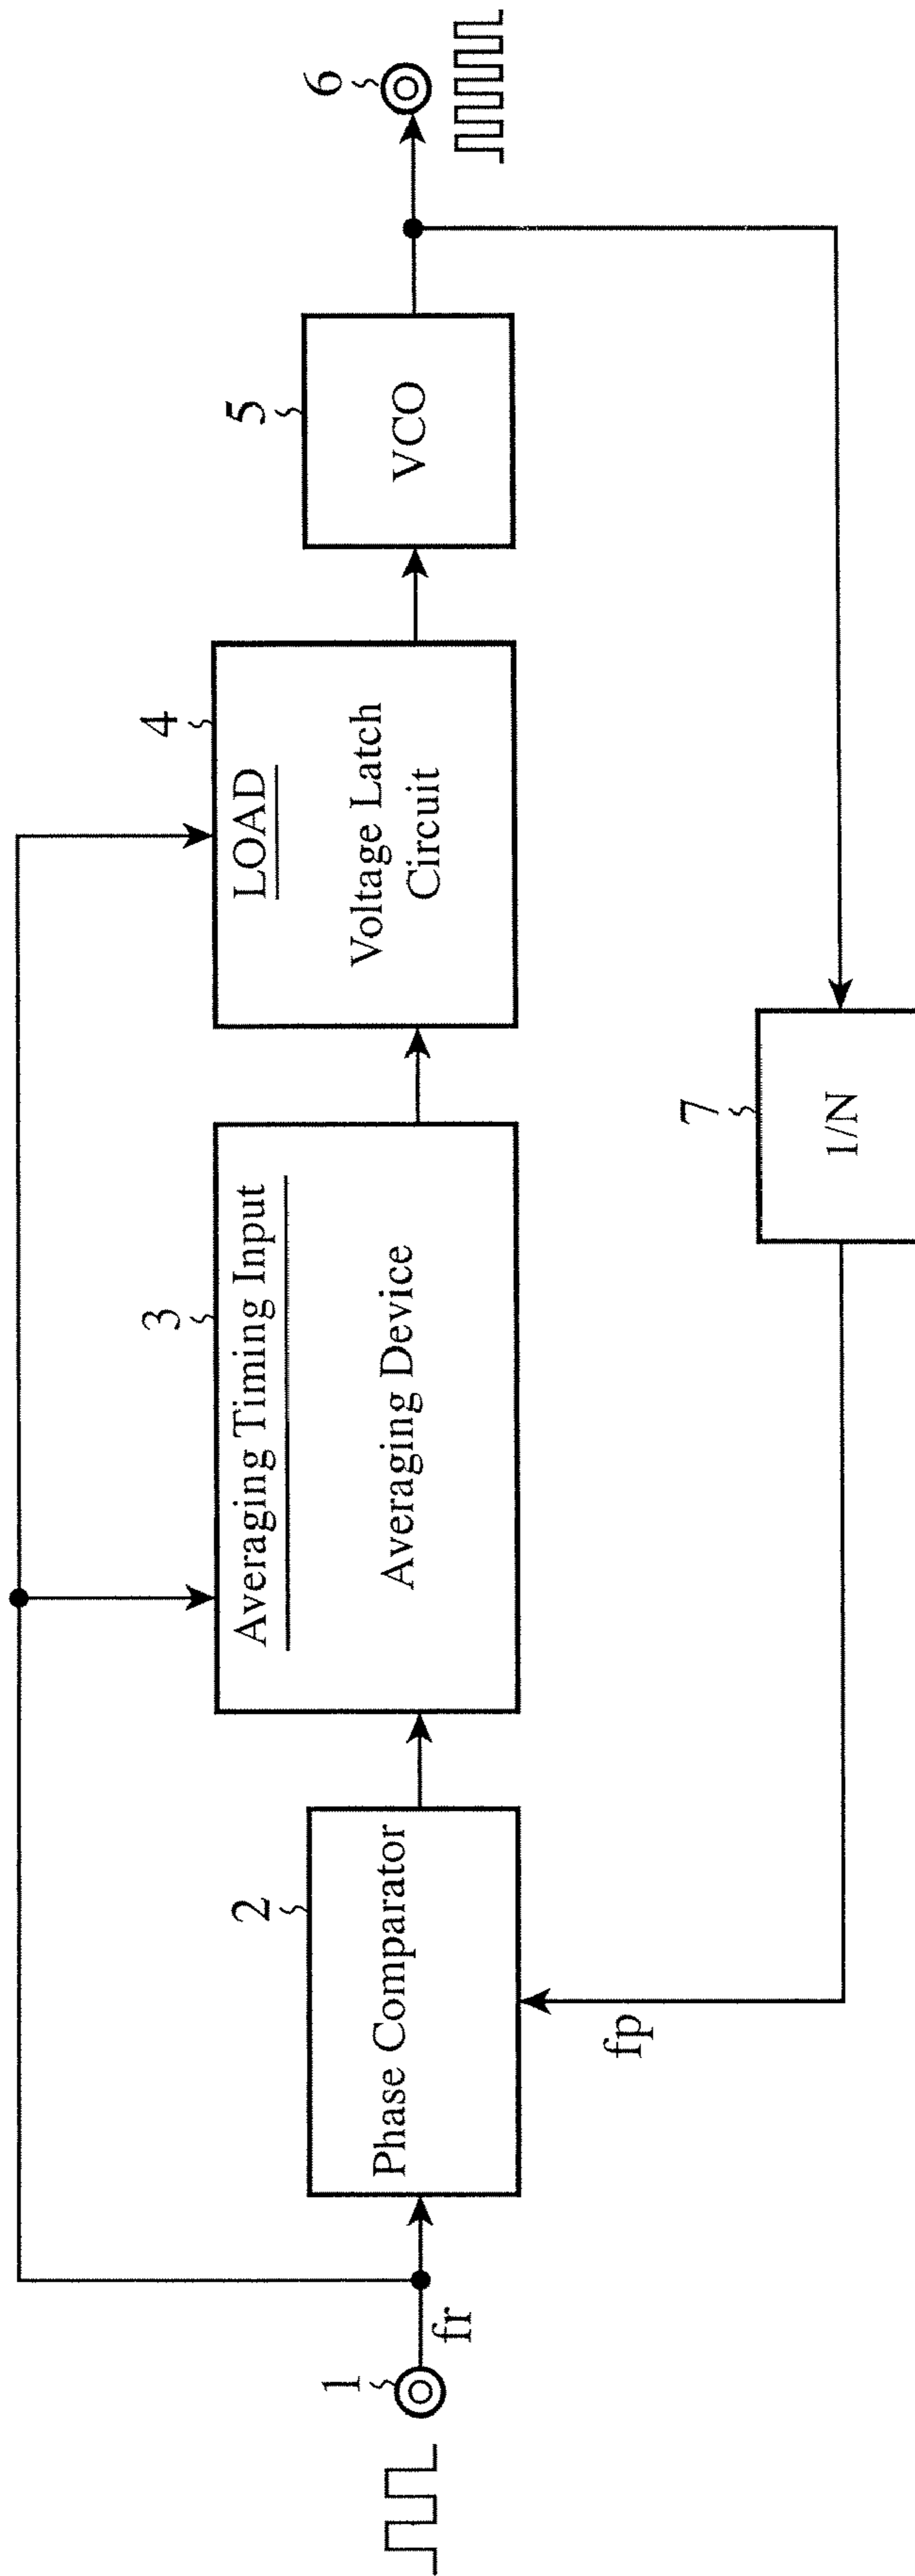 1
fr
2
Phase Comparator
fp
3
Averaging Timing Input
Averaging Device
4
LOAD
Voltage Latch
Circuit
5
VCO
6
7
1/N